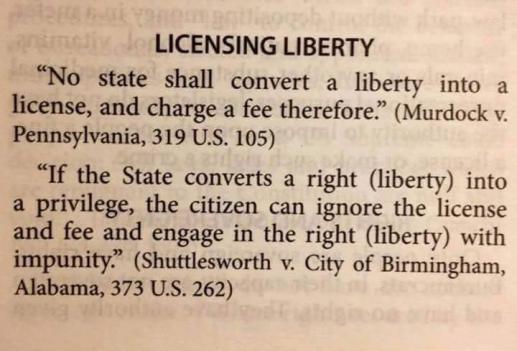 LICENSING LIBERTY
"No state shall convert a liberty into a
license, and charge a fee therefore." (Murdock v.
Pennsylvania, 319 U.S. 105)
"If the State converts a right (liberty) into
a privilege, the citizen can ignore the license
and fee and engage in the right (liberty) with
impunity." (Shuttlesworth v. City of Birmingham,
Alabama, 373 U.S. 262)